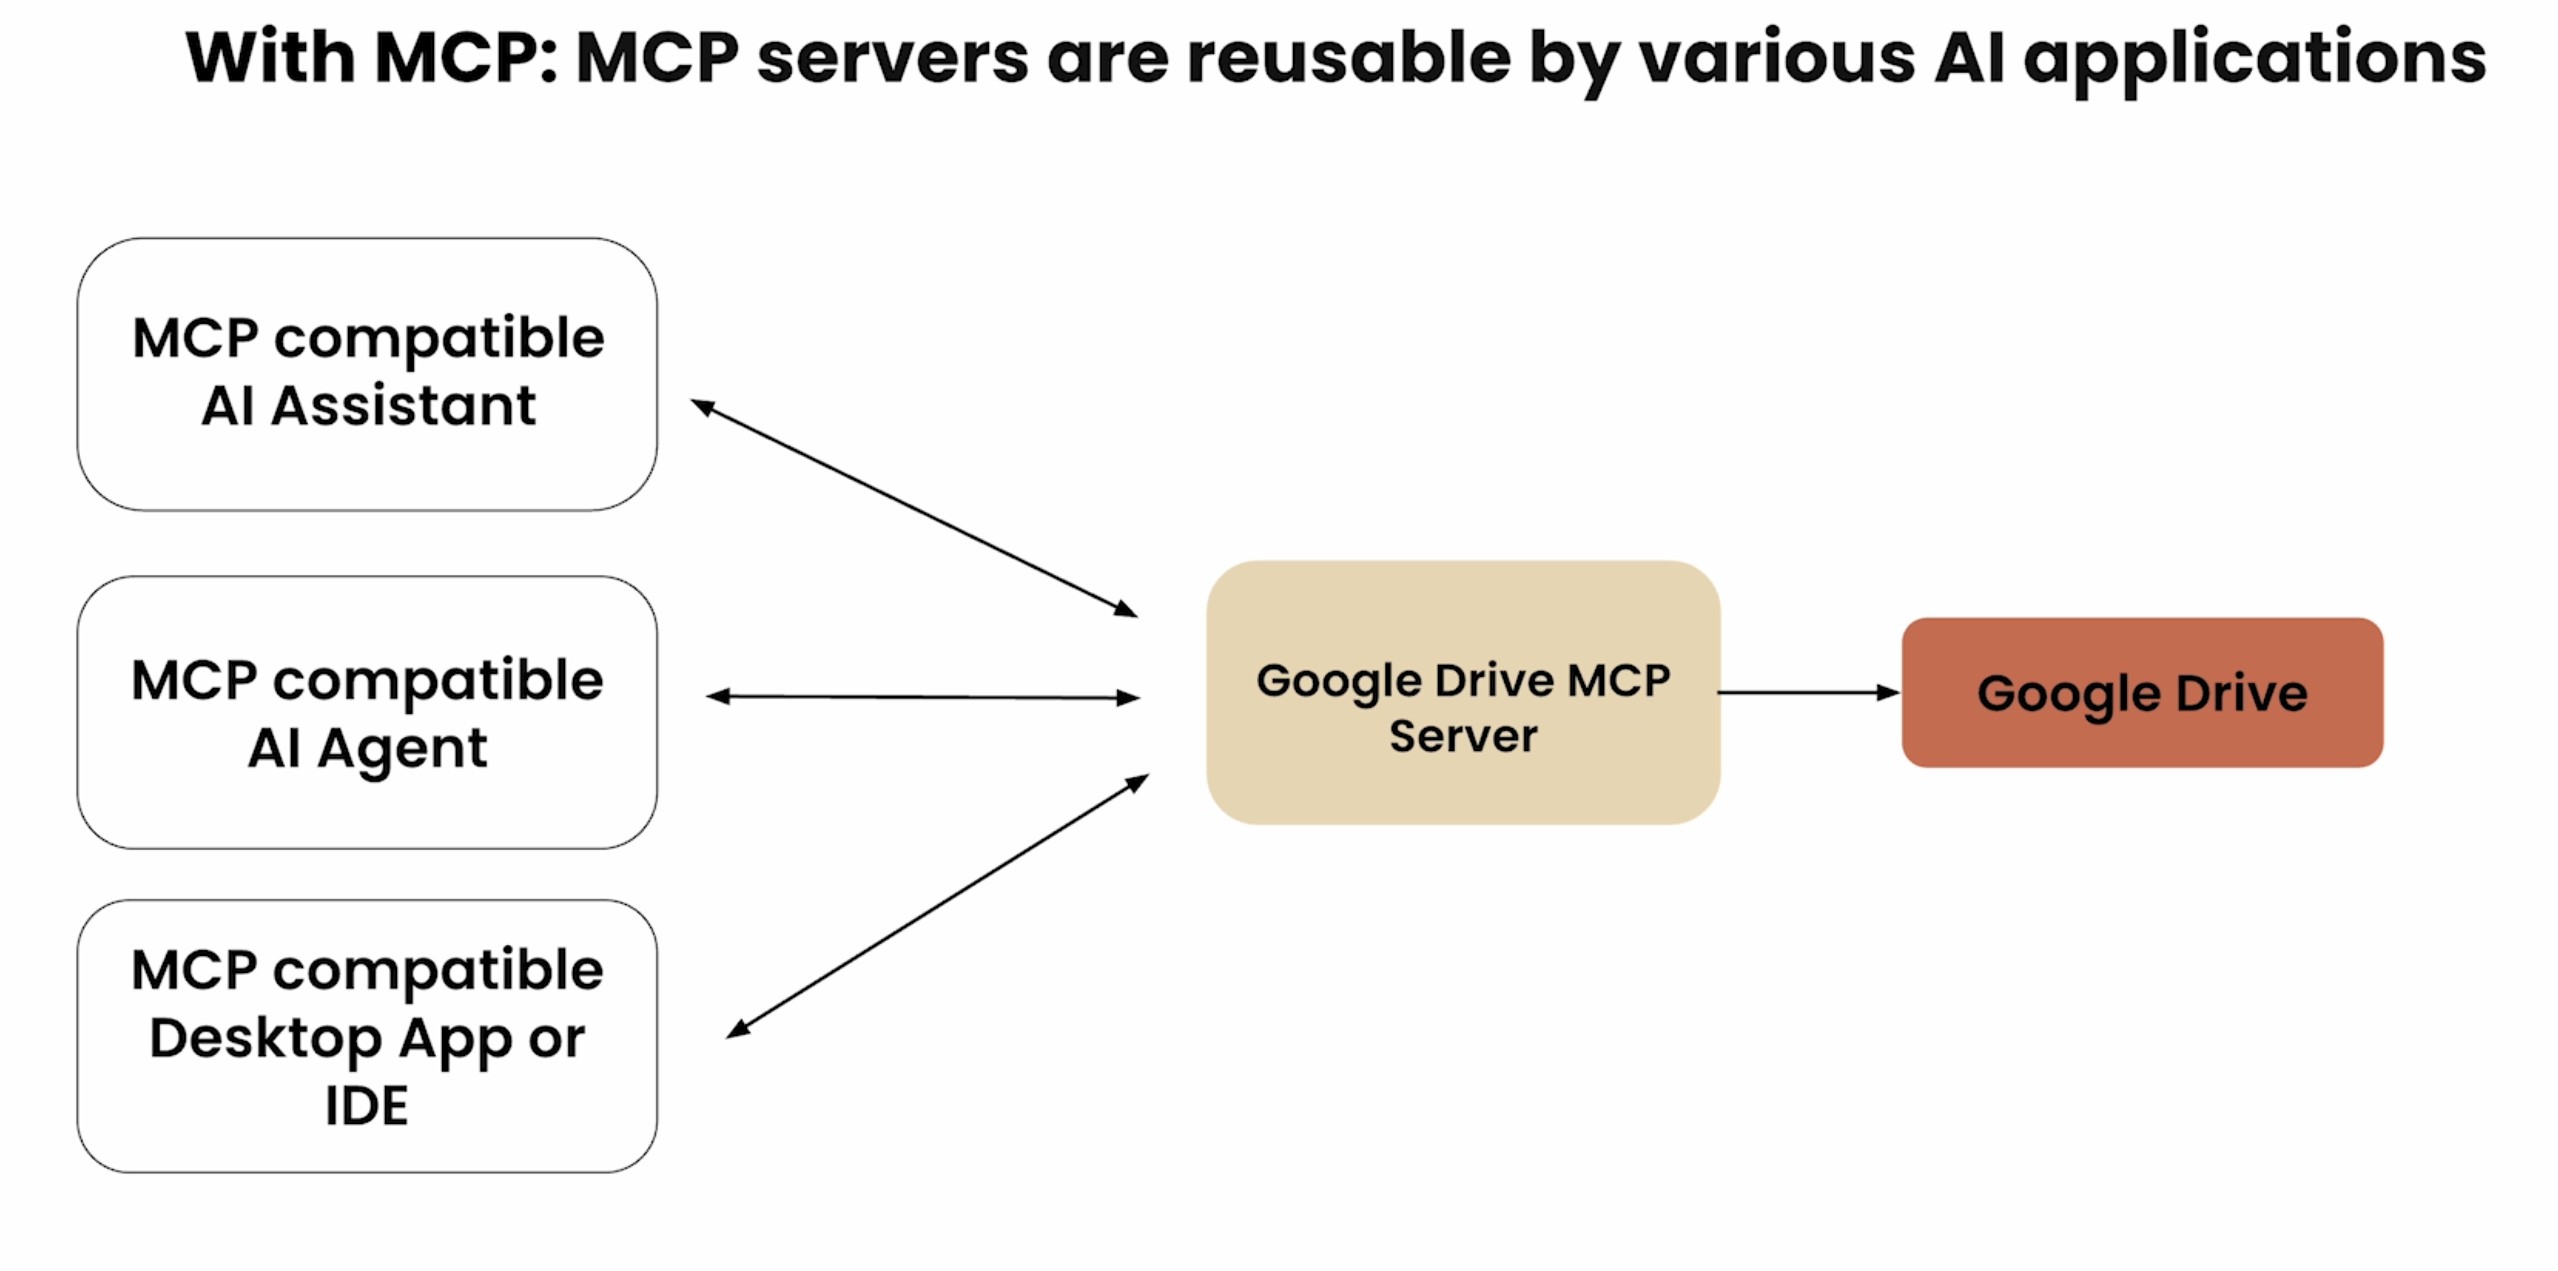 With MCP: MCP servers are reusable by various AI applications
MCP compatible
AI Assistant
MCP compatible
AI Agent
MCP compatible
Desktop App or
IDE
Google Drive MCP
Server
Google Drive